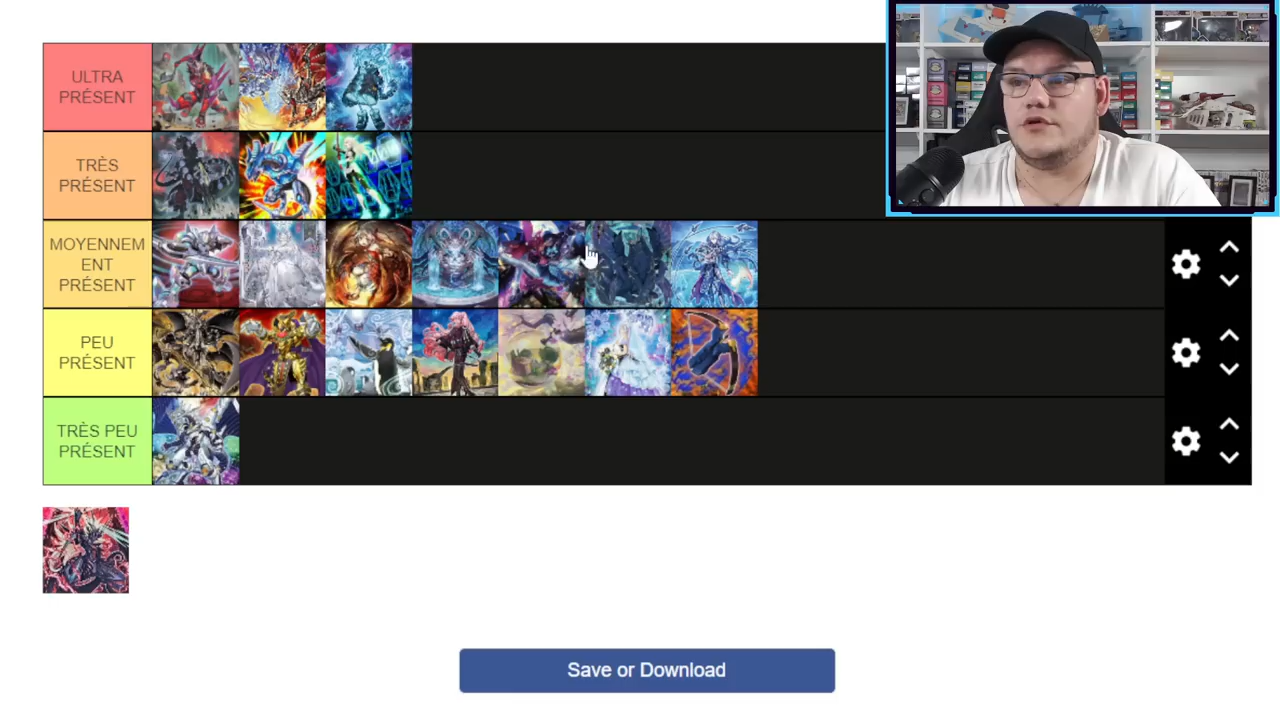 ULTRA
PRÉSENT
TRÈS
PRÉSENT
MOYENNEM
ENT
PRÉSENT
PEU
PRÉSENT
TRÈS PEU
PRÉSENT
Save or Download